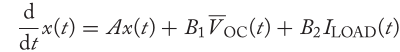 d/dt x(t) = Ax(t) + B₁V̅_OC(t) + B₂I_LOAD(t)